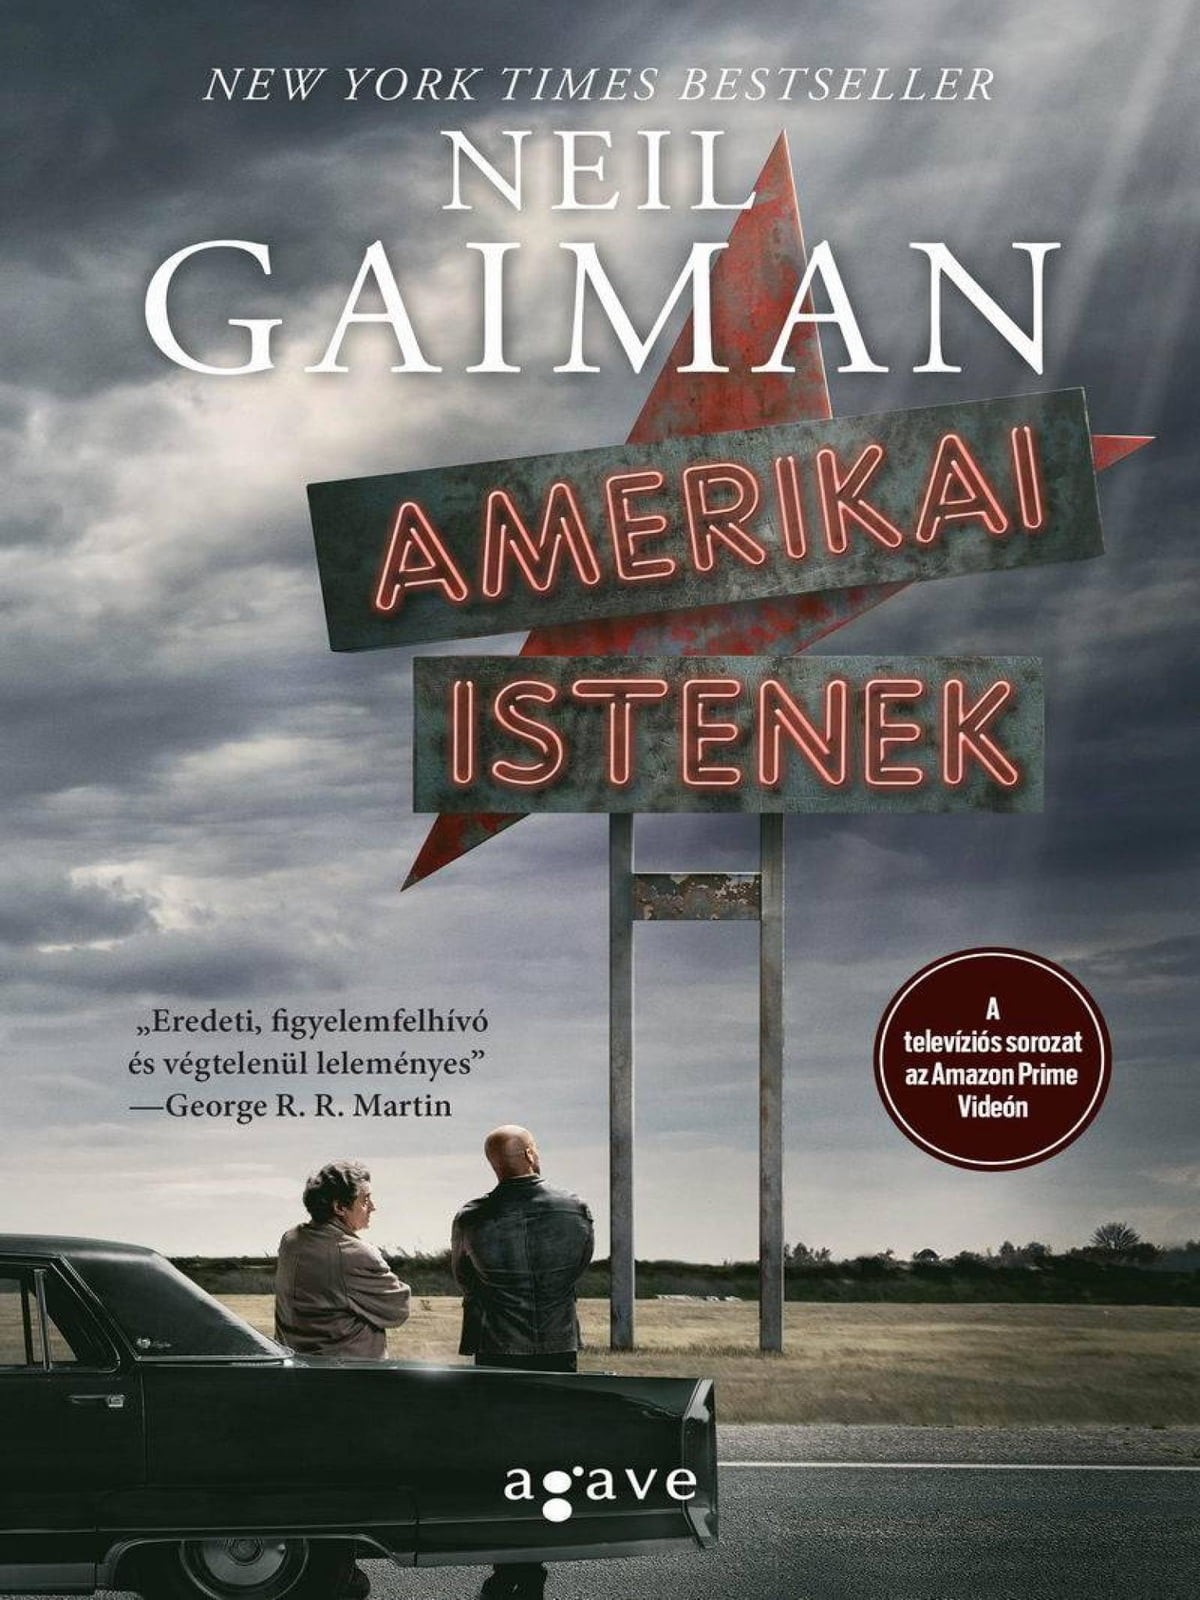 NEW YORK TIMES BESTSELLER
NEIL
GAIMAN
AMERIKAI
ISTENEK
„Eredeti, figyelemfelhívó
és végtelenül leleményes”
—George R. R. Martin
A
televíziós sorozat
az Amazon Prime
Videón
agave